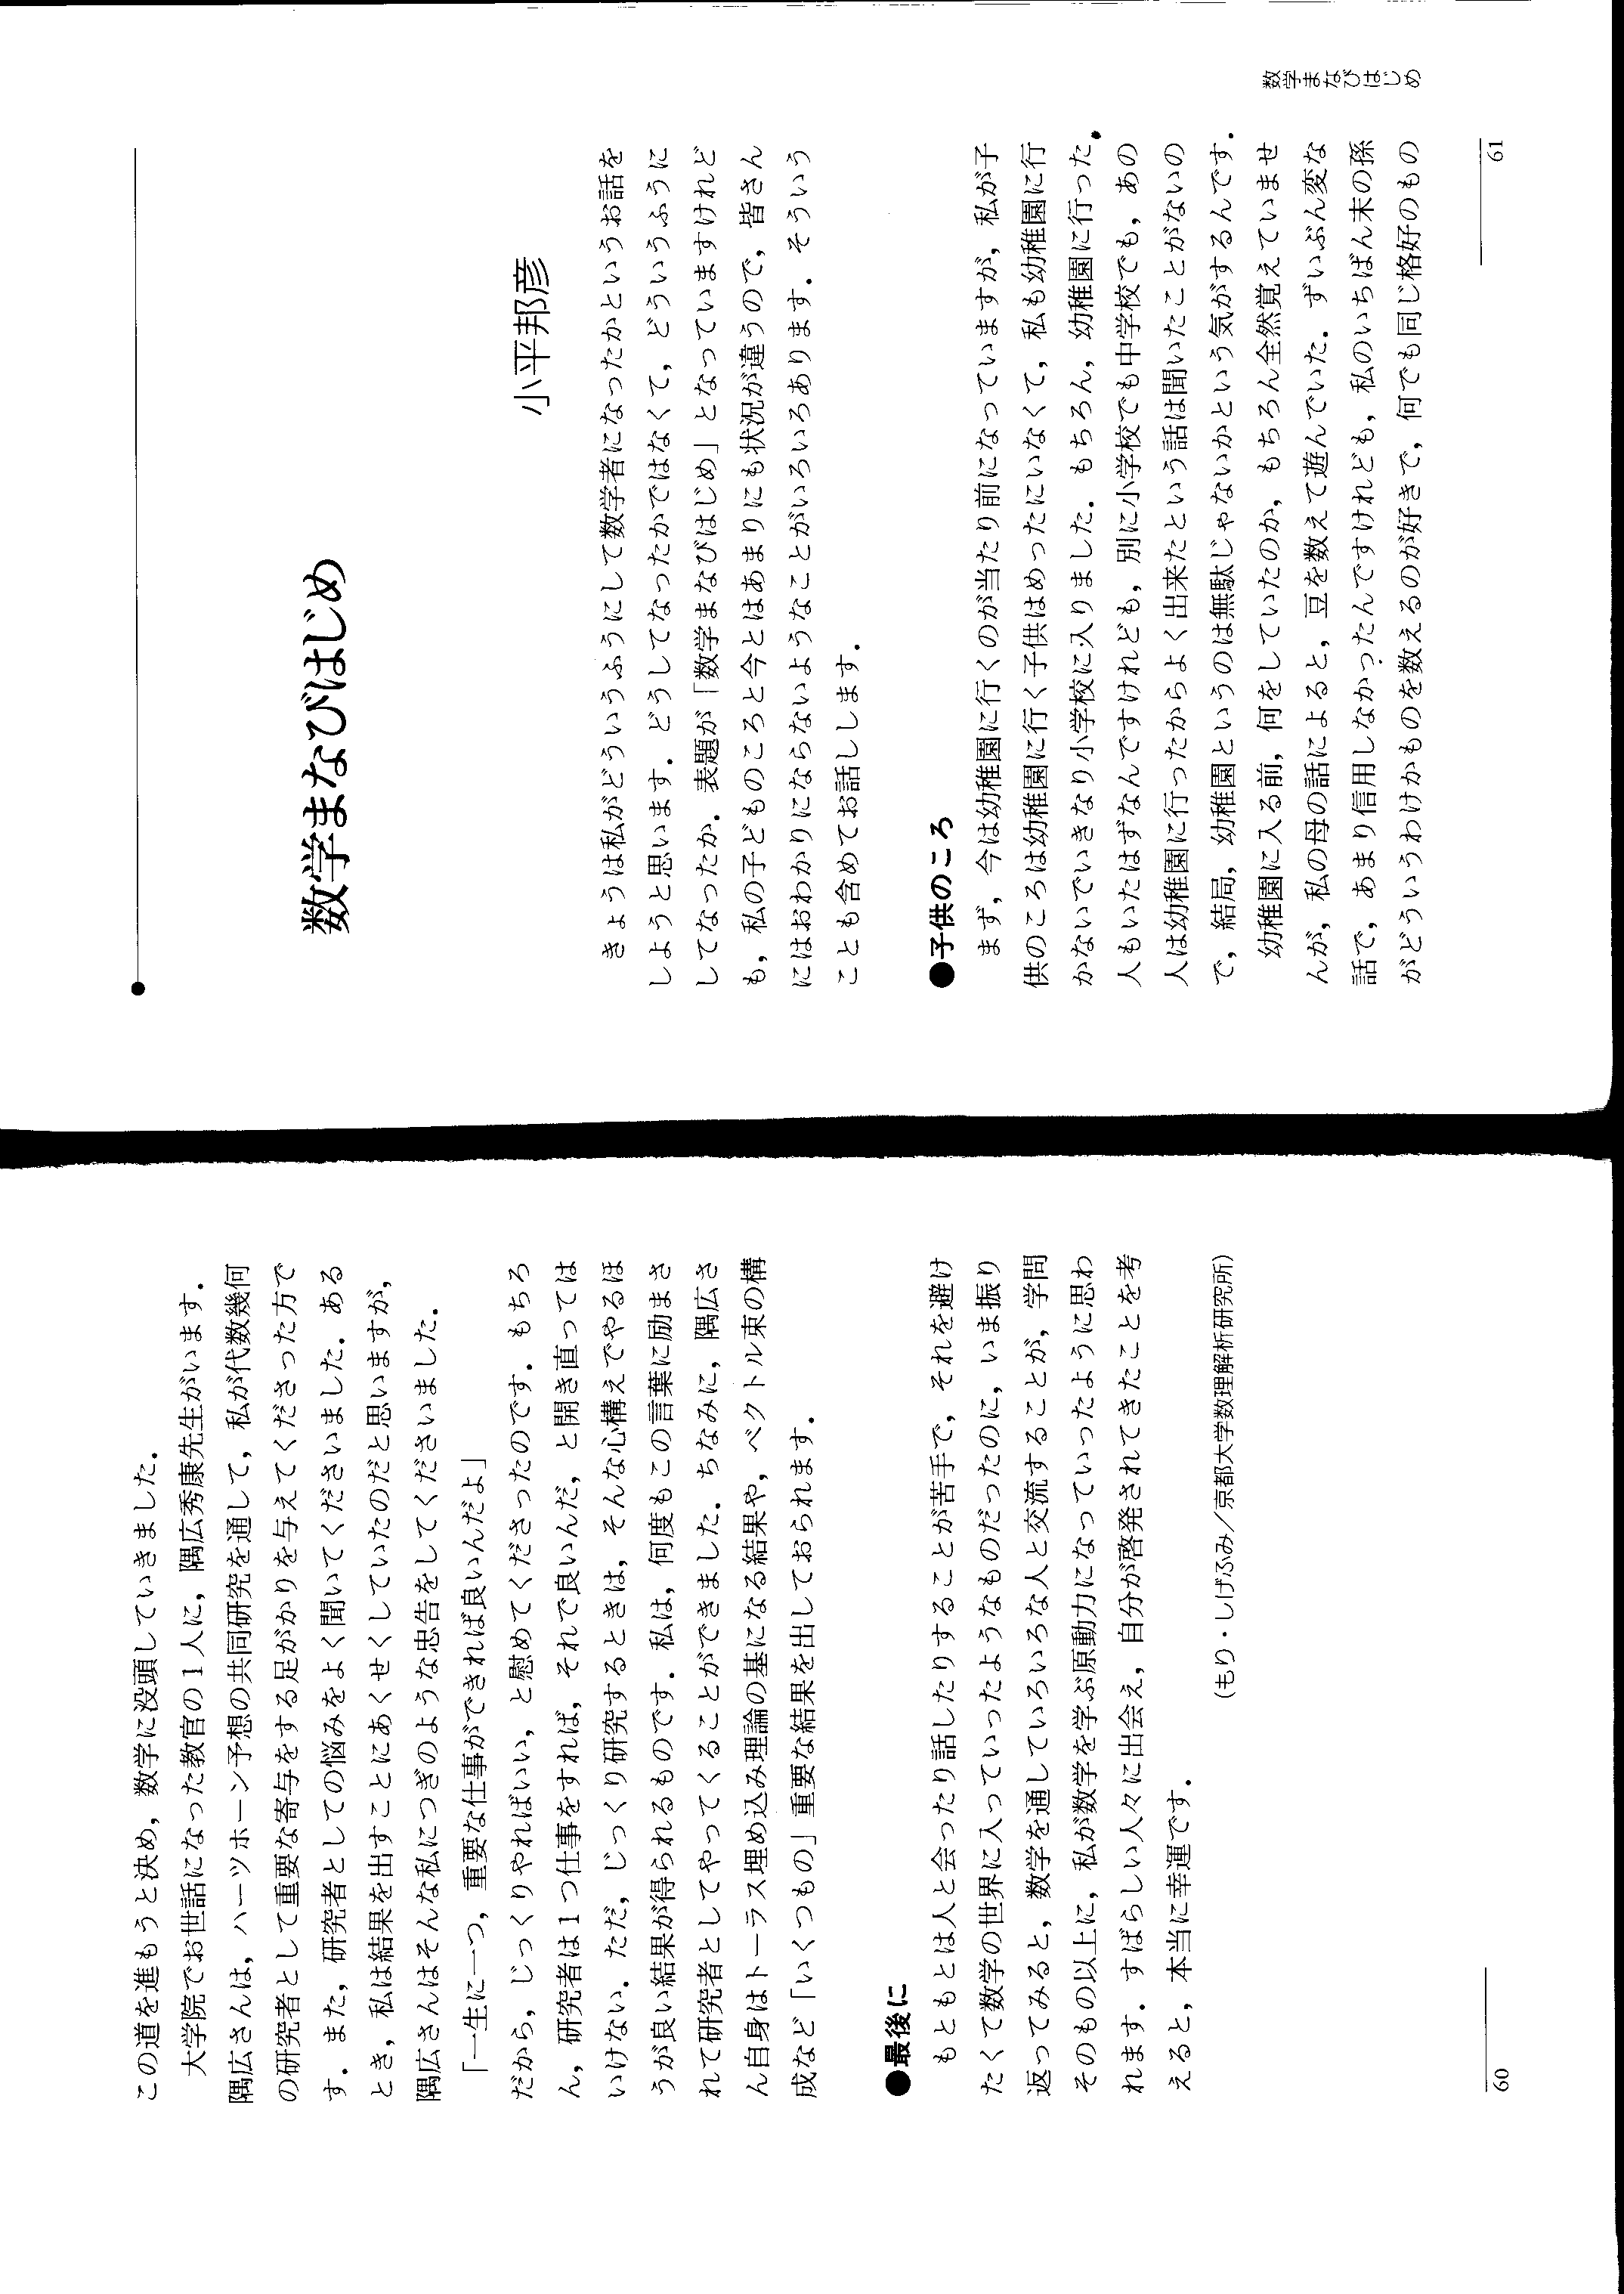 この道を進もうと決め，数学に没頭していきました．
大学院でお世話になった教官の1人に，隅広秀康先生がいます．
隅広さんは，ハーツホーン予想の共同研究を通して，私が代数幾何
の研究者として重要な寄与をする足がかりを与えてくださった方で
す．また，研究者としての悩みをよく聞いてくださいました．ある
とき，私は結果を出すことにあくせくしていたのだと思いますが，
隅広さんはそんな私につぎのような忠告をしてくださいました．
「一生に一つ，重要な仕事ができれば良いんだよ」
だから，じっくりやればいい，と慰めてくださったのです．もちろ
ん，研究者は1つ仕事をすれば，それで良いんだ，と開き直っては
いけない．ただ，じっくり研究するときは，そんな心構えでやるほ
うが良い結果が得られるものです．私は，何度もこの言葉に励まさ
れて研究者としてやってくることができました．ちなみに，隅広さ
ん自身はトーラス埋め込み理論の基になる結果や，ベクトル束の構
成など「いくつもの」重要な結果を出しておられます．
●最後に
もともとは人と会ったり話したりすることが苦手で，それを避け
たくて数学の世界に入っていったようなものだったのに，いま振り
返ってみると，数学を通していろいろな人と交流することが，学問
そのもの以上に，私が数学を学ぶ原動力になっていったように思わ
れます．すばらしい人々に出会え，自分が啓発されてきたことを考
えると，本当に幸運です．
（もり・しげふみ／京都大学数理解析研究所）
60
数学まなびはじめ
小平邦彦
きょうは私がどういうふうにして数学者になったかというお話を
しようと思います．どうしてなったかではなくて，どういうふうに
してなったか．表題が「数学まなびはじめ」となっていますけれど
も，私の子どものころと今とはあまりにも状況が違うので，皆さん
にはおわかりにならないようなことがいろいろあります．そういう
ことも含めてお話しします．
●子供のころ
まず，今は幼稚園に行くのが当たり前になっていますが，私が子
供のころは幼稚園に行く子供はめったにいなくて，私も幼稚園に行
かないでいきなり小学校に入りました．もちろん，幼稚園に行った
人もいたはずなんですけれども，別に小学校でも中学校でも，あの
人は幼稚園に行ったからよく出来たという話は聞いたことがないの
で，結局，幼稚園というのは無駄じゃないかという気がするんです．
幼稚園に入る前，何をしていたのか，もちろん全然覚えていませ
んが，私の母の話によると，豆を数えて遊んでいた．ずいぶん変な
話で，あまり信用しなかったんですけれども，私のいちばん末の孫
がどういうわけかものを数えるのが好きで，何でも同じ格好のもの
数学まなびはじめ
61